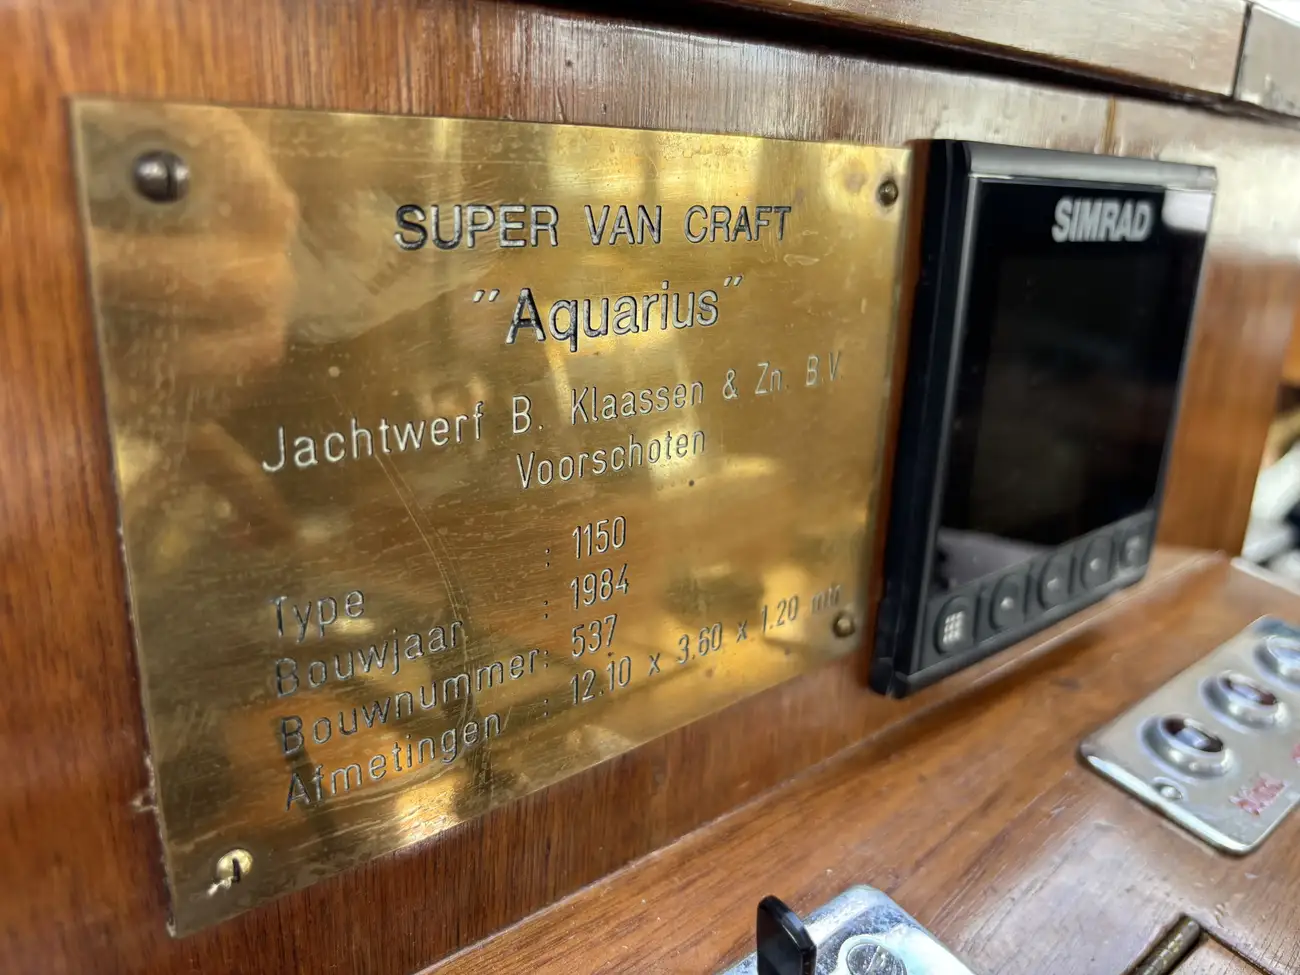 SUPER VAN CRAFT
"Aquarius"
Jachtwerf B. Klaassen & Zn. B.V.
Voorschoten
Type : 1150
Bouwjaar : 1984
Bouwnummer: 537
Afmetingen : 12.10 x 3.60 x 1.20 mtr
SIMRAD